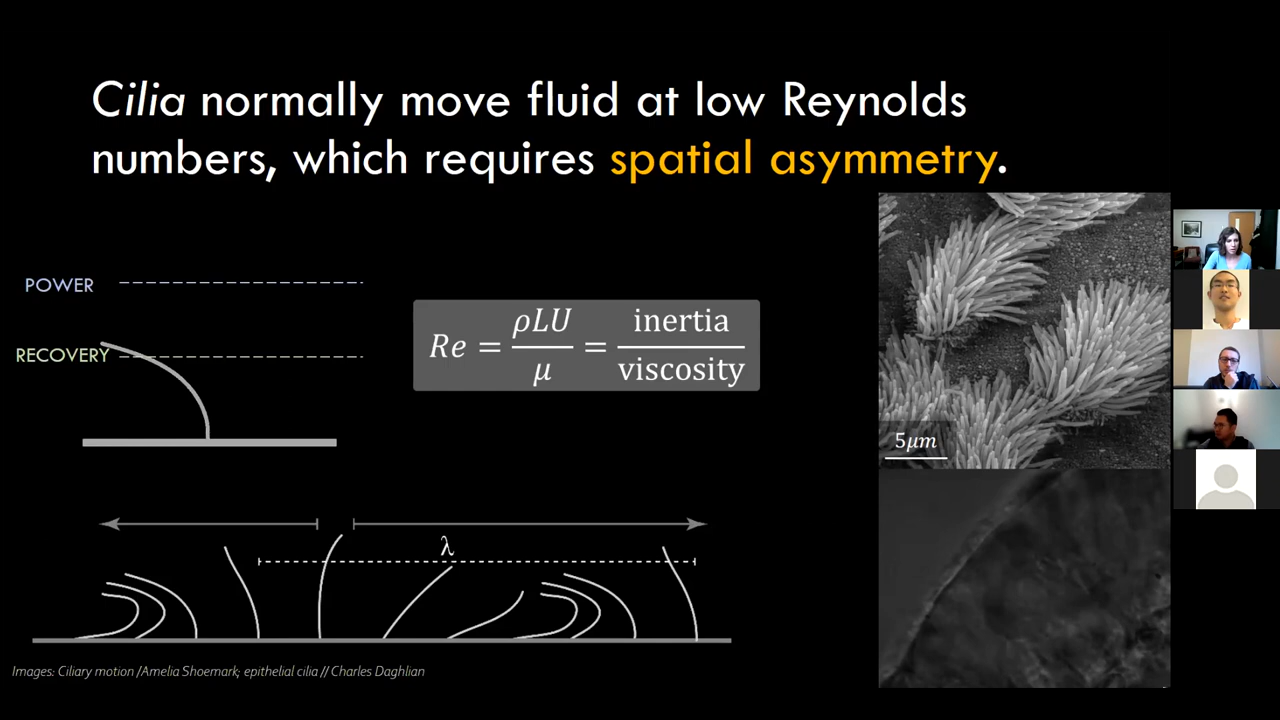 Cilia normally move fluid at low Reynolds
numbers, which requires spatial asymmetry.
POWER
RECOVERY
Re = ρLU/μ = inertia/viscosity
5μm
λ
Images: Ciliary motion /Amelia Shoemark; epithelial cilia // Charles Daghlian